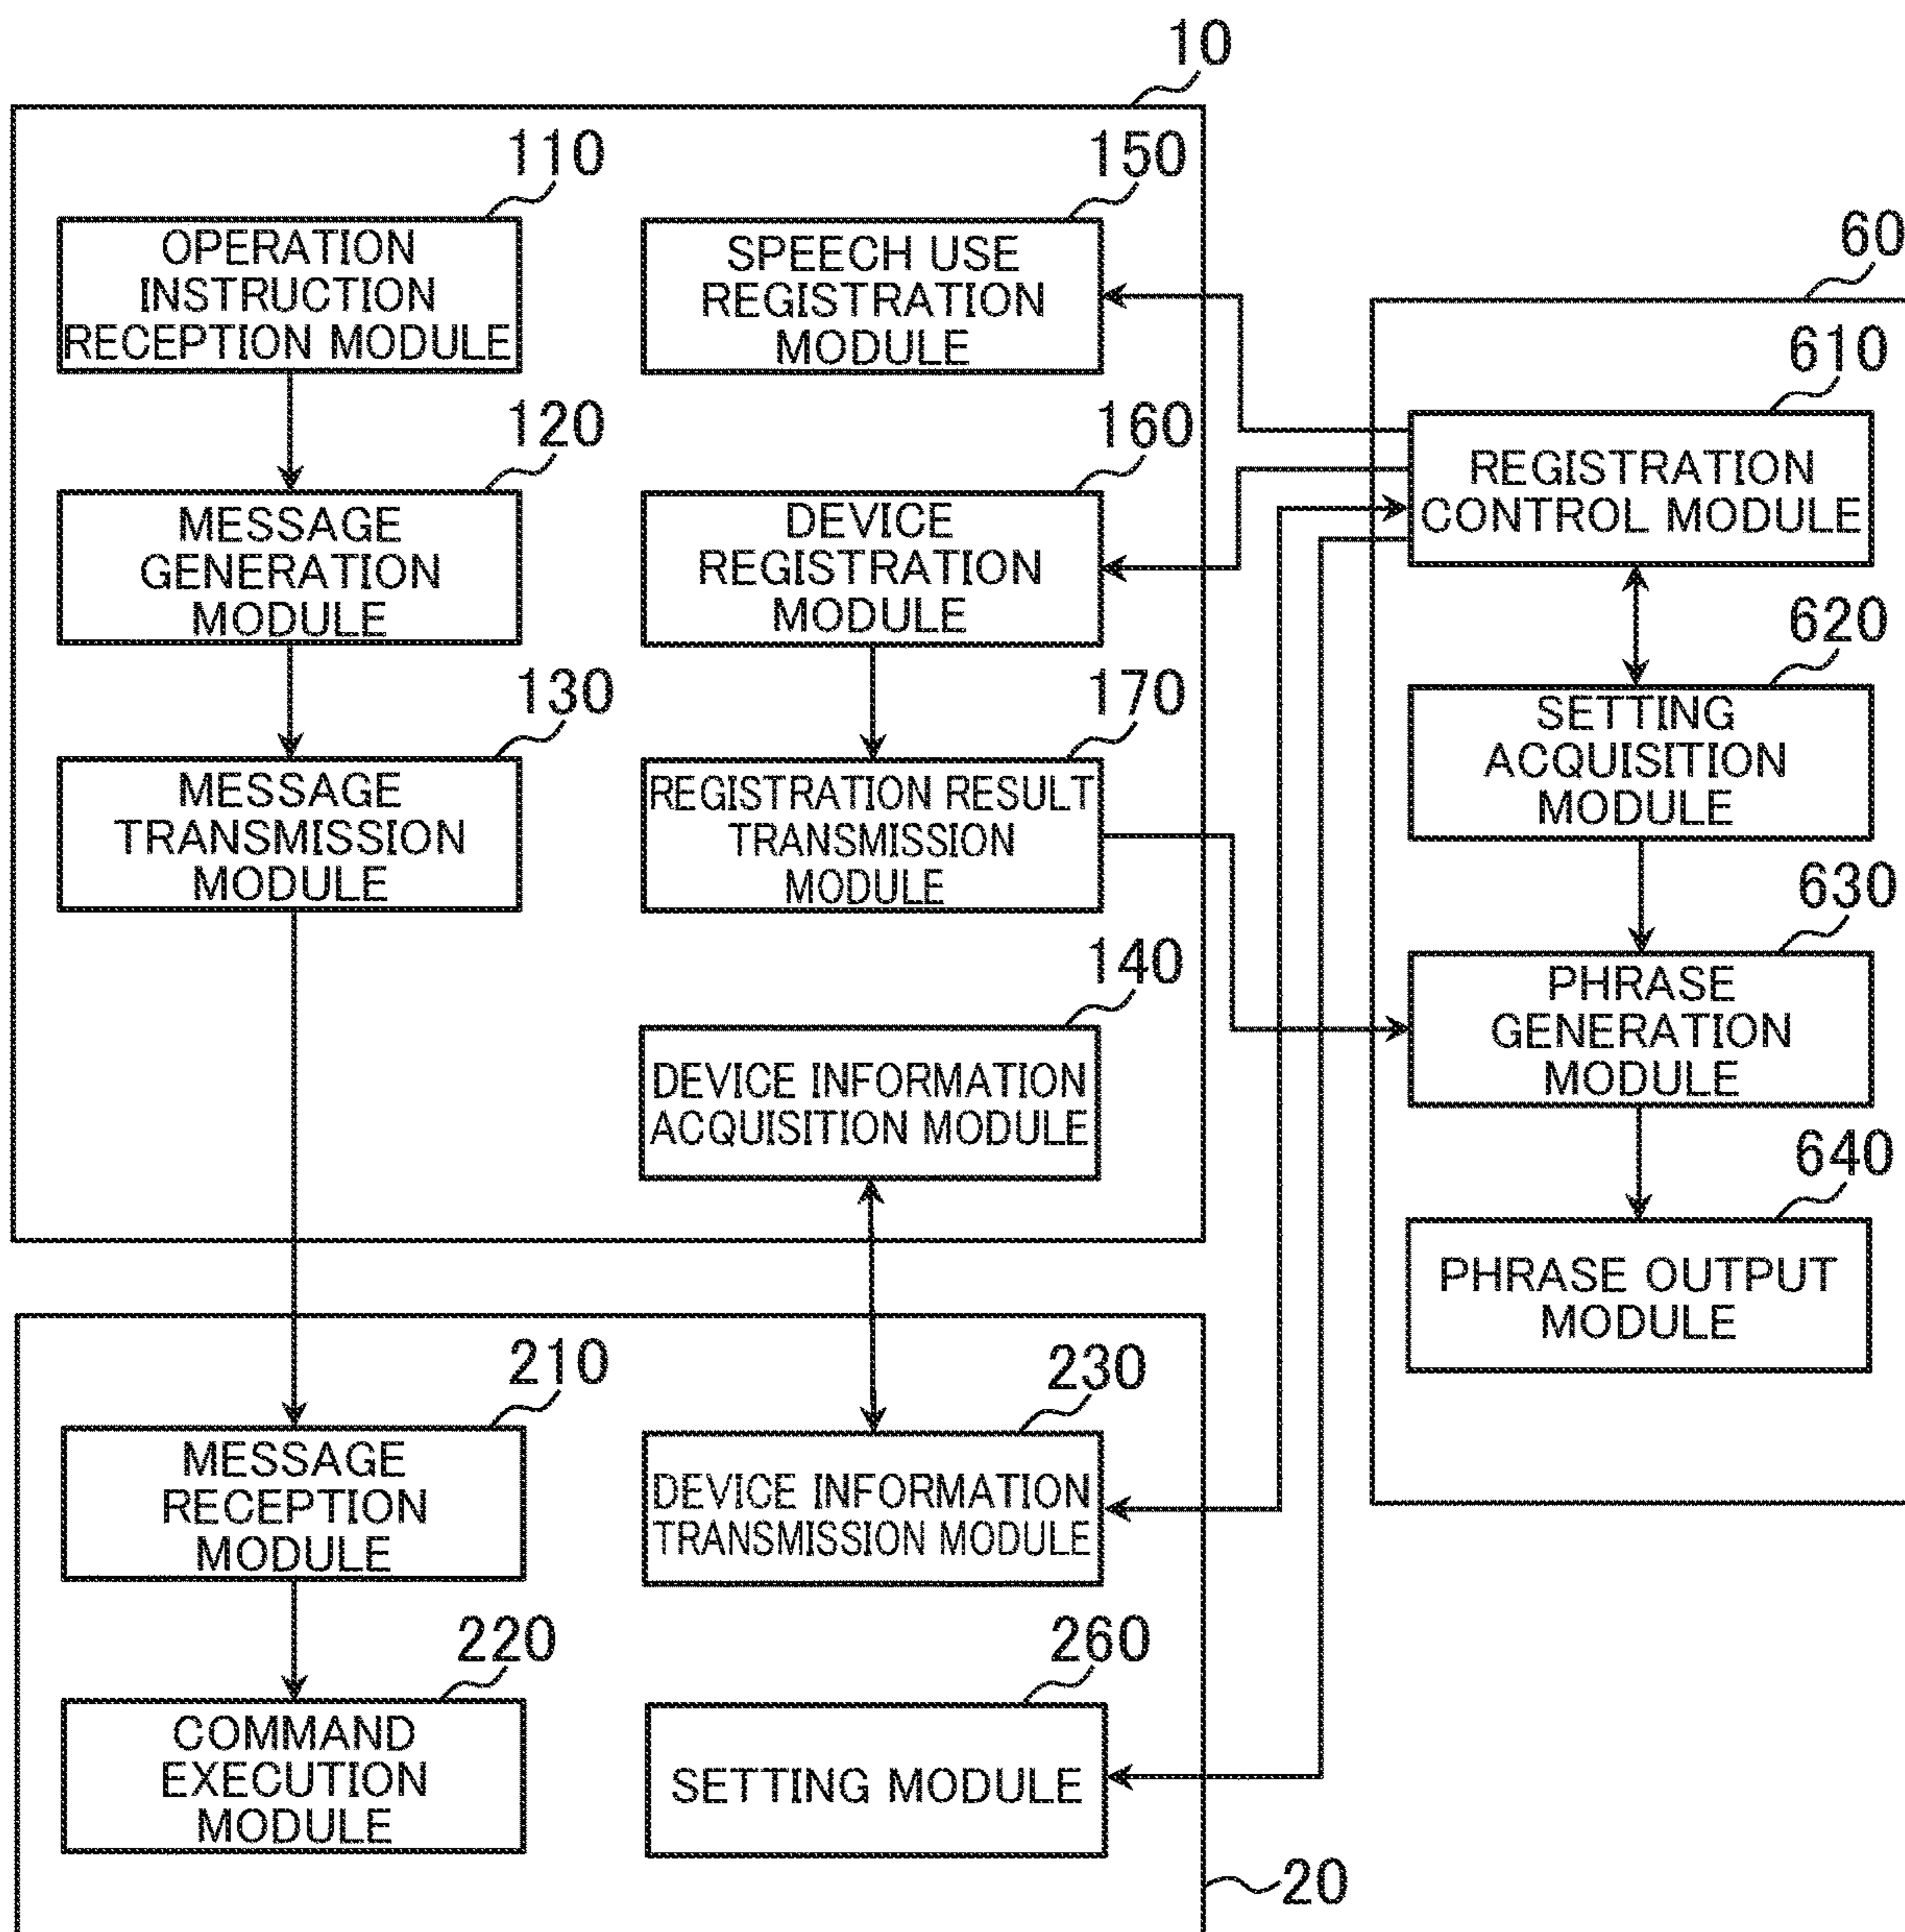 10
110
OPERATION
INSTRUCTION
RECEPTION MODULE
120
MESSAGE
GENERATION
MODULE
130
MESSAGE
TRANSMISSION
MODULE
150
SPEECH USE
REGISTRATION
MODULE
160
DEVICE
REGISTRATION
MODULE
170
REGISTRATION RESULT
TRANSMISSION
MODULE
140
DEVICE INFORMATION
ACQUISITION MODULE
60
610
REGISTRATION
CONTROL MODULE
620
SETTING
ACQUISITION
MODULE
630
PHRASE
GENERATION
MODULE
640
PHRASE OUTPUT
MODULE
210
MESSAGE
RECEPTION
MODULE
220
COMMAND
EXECUTION
MODULE
230
DEVICE INFORMATION
TRANSMISSION MODULE
260
SETTING MODULE
20